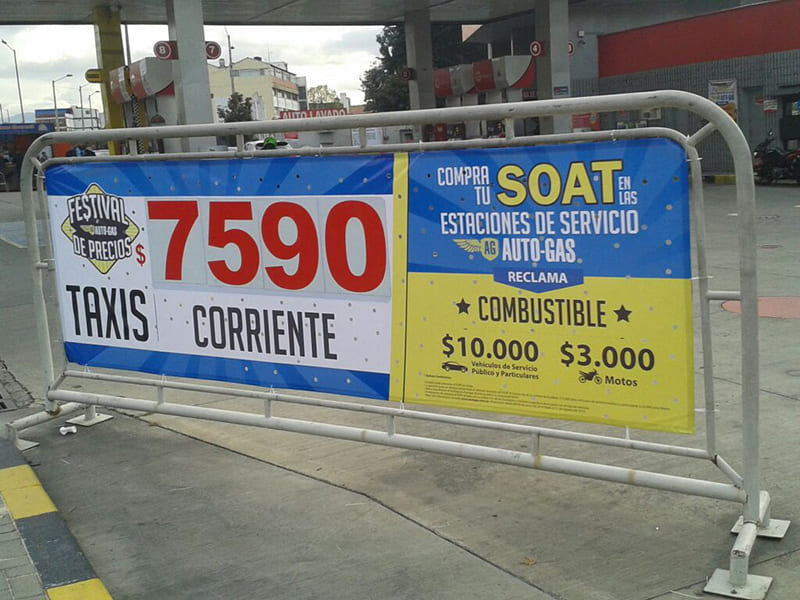 8
7
4
AUTO LAVADO
FESTIVAL
AUTO-GAS
DE PRECIOS
$ 7590
TAXIS
CORRIENTE
COMPRA
TU SOAT EN
LAS
ESTACIONES DE SERVICIO
AG AUTO-GAS
RECLAMA
★ COMBUSTIBLE ★
$10.000
Vehículos de Servicio
Público y Particulares
$3.000
Motos